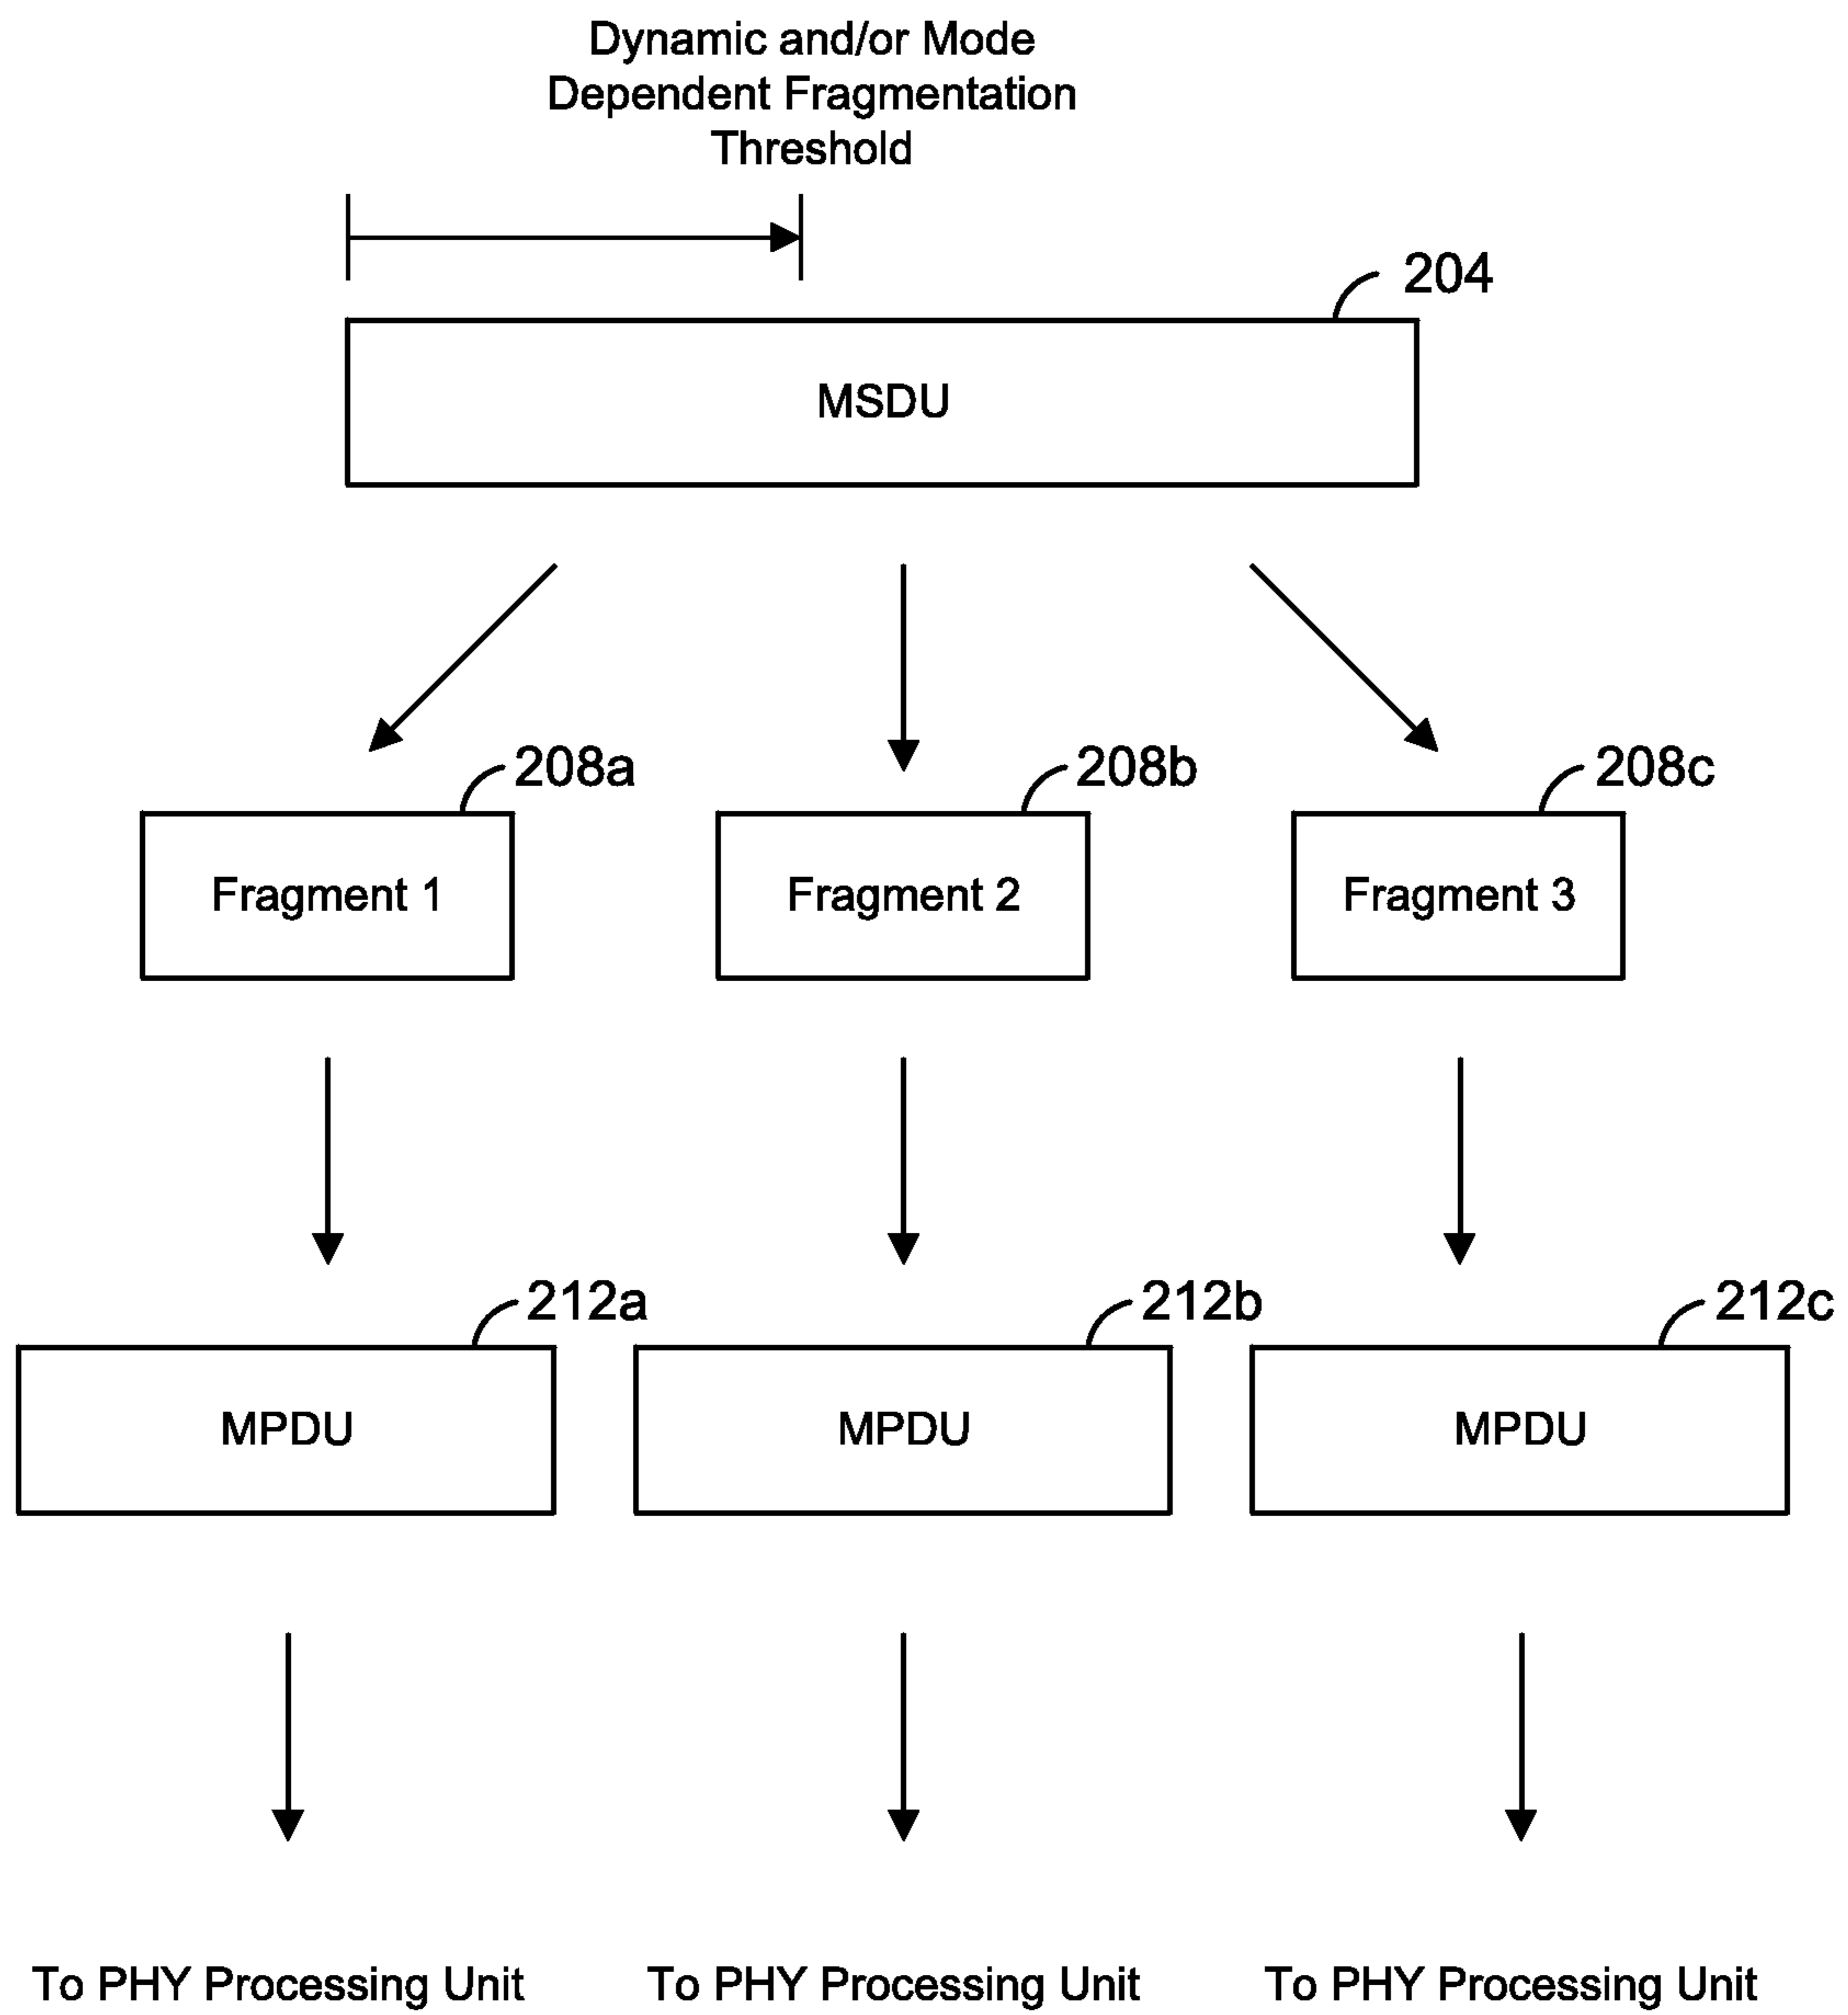 Dynamic and/or Mode
Dependent Fragmentation
Threshold
204
MSDU
208a
208b
208c
Fragment 1
Fragment 2
Fragment 3
212a
212b
212c
MPDU
MPDU
MPDU
To PHY Processing Unit
To PHY Processing Unit
To PHY Processing Unit